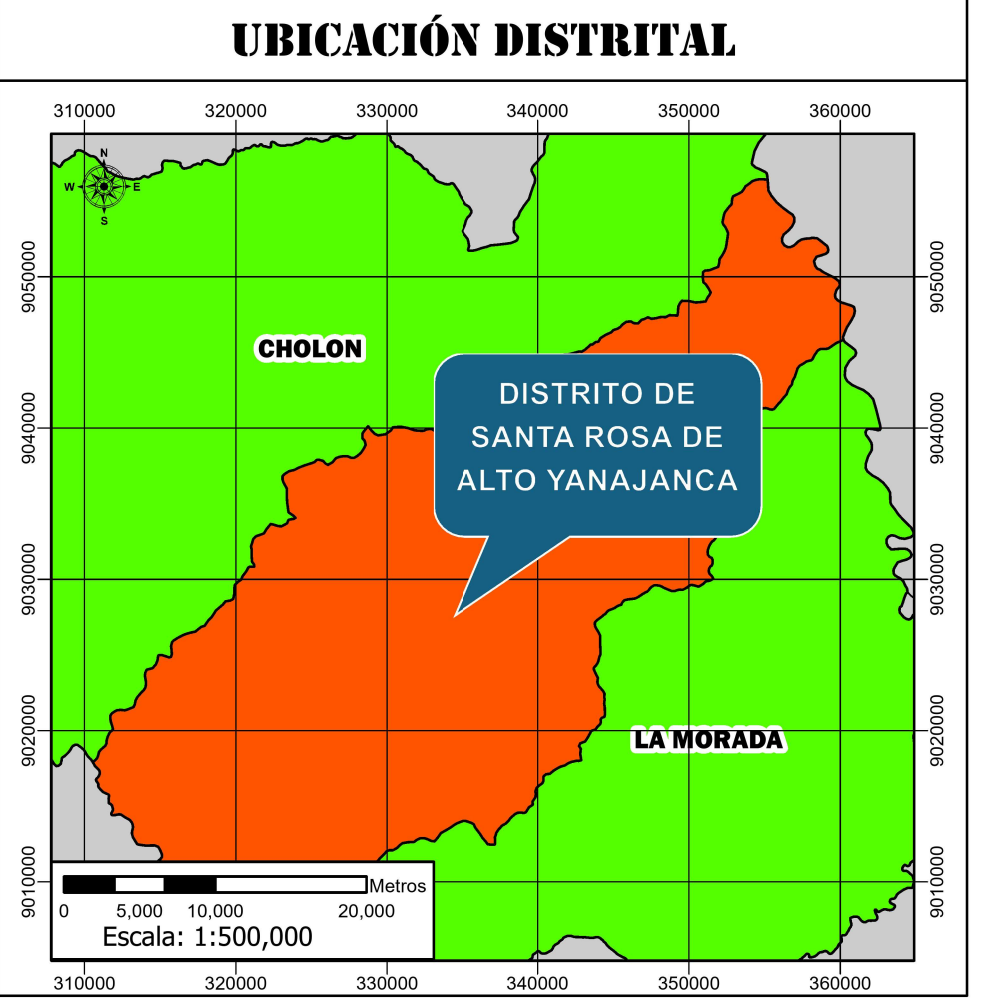 UBICACIÓN DISTRITAL
310000 320000 330000 340000 350000 360000
N
W E
S
9050000 9050000
CHOLON
DISTRITO DE
SANTA ROSA DE
ALTO YANAJANCA
9040000 9040000
9030000 9030000
9020000 9020000
LA MORADA
9010000 9010000
Metros
0 5,000 10,000 20,000
Escala: 1:500,000
310000 320000 330000 340000 350000 360000